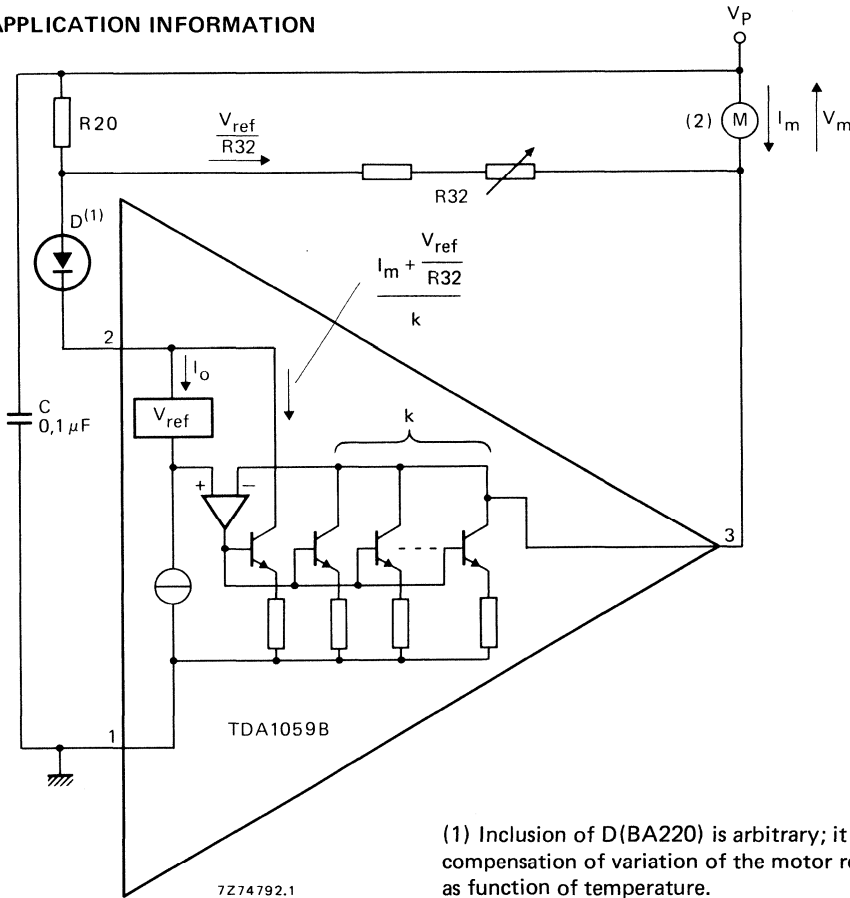 APPLICATION INFORMATION
V_P
R20
V_ref
R32
(2)
M
I_m
V_m
R32
D(1)
I_m + V_ref
R32
k
2
I_o
V_ref
C
0,1 µF
k
+
−
3
1
TDA1059B
7Z74792.1
(1) Inclusion of D(BA220) is arbitrary; it
compensation of variation of the motor
as function of temperature.